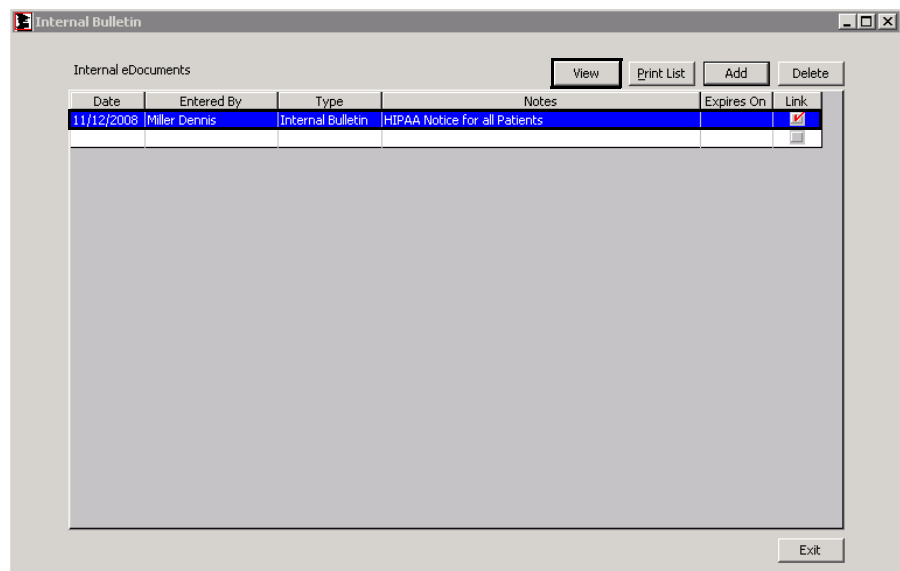 Internal Bulletin
Internal eDocuments
View Print List Add Delete
Date Entered By Type Notes Expires On Link
11/12/2008 Miller Dennis Internal Bulletin HIPAA Notice for all Patients
Exit